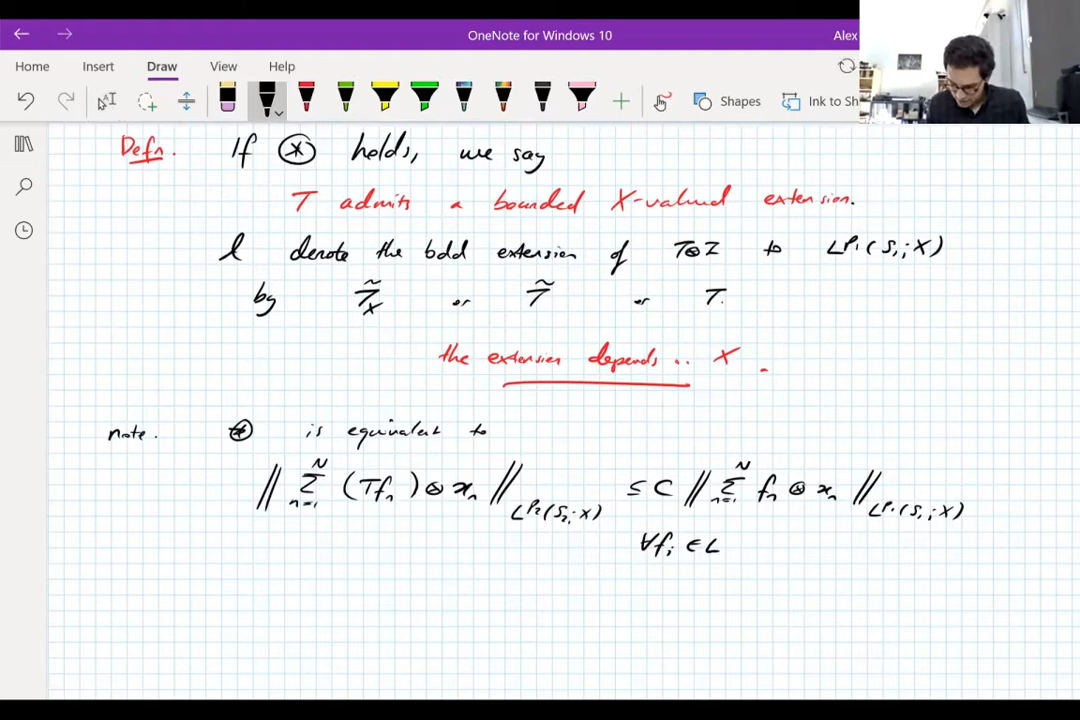 OneNote for Windows 10
Alex
Home Insert Draw View Help
Shapes Ink to Sh
Defn. If ⊛ holds, we say
T admits a bounded X-valued extension.
denote the bdd extension of T⊗I to L^{p_1}(S_1;X)
by T̃_X or T̃ or T.
the extension depends .. X.
note. ⊛ is equivalent to
‖ Σ_{n=1}^N (Tf_n) ⊗ x_n ‖_{L^{p_2}(S_2;X)} ≤ C ‖ Σ_{n=1}^N f_n ⊗ x_n ‖_{L^{p_1}(S_1;X)}
∀f_i ∈ L